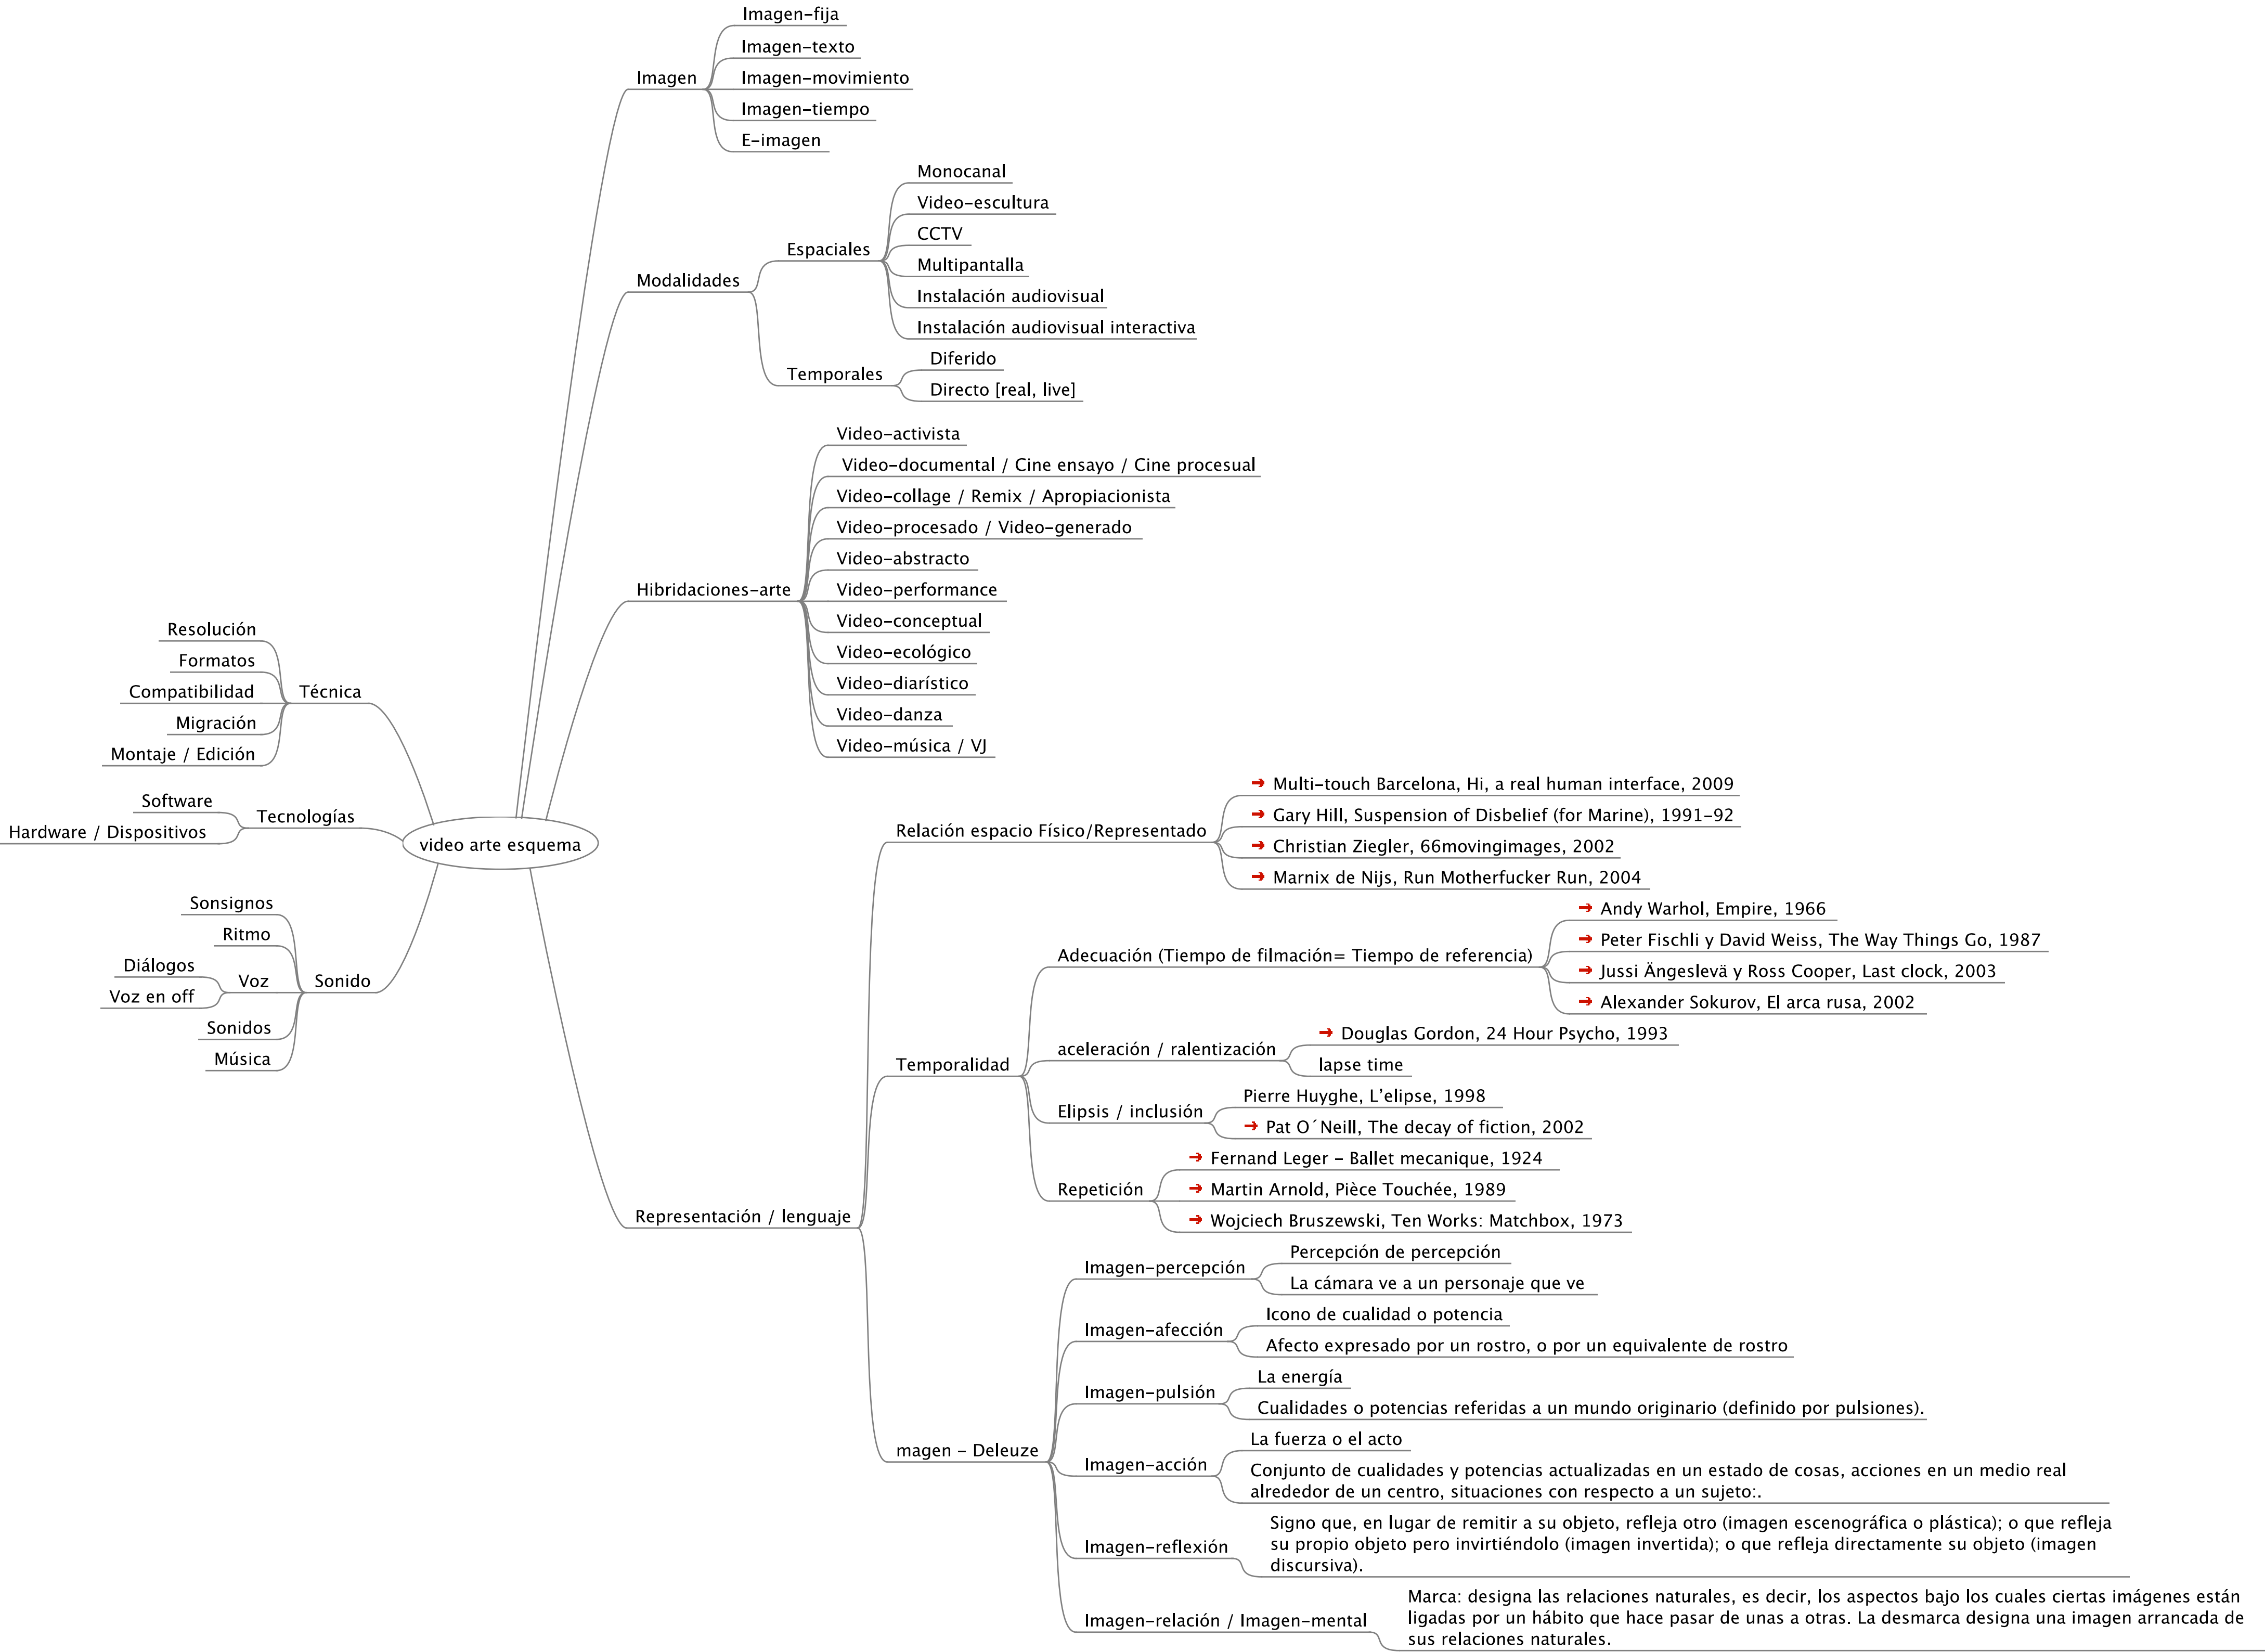 Imagen-fija
Imagen-texto
Imagen
Imagen-movimiento
Imagen-tiempo
E-imagen
Monocanal
Video-escultura
CCTV
Espaciales
Multipantalla
Modalidades
Instalación audiovisual
Instalación audiovisual interactiva
Diferido
Temporales
Directo [real, live]
Video-activista
Video-documental / Cine ensayo / Cine procesual
Video-collage / Remix / Apropiacionista
Video-procesado / Video-generado
Video-abstracto
Hibridaciones-arte
Video-performance
Video-conceptual
Video-ecológico
Video-diarístico
Video-danza
Video-música / VJ
Resolución
Formatos
Compatibilidad
Técnica
Migración
Montaje / Edición
Software
Tecnologías
Hardware / Dispositivos
video arte esquema
Sonsignos
Ritmo
Diálogos
Voz
Sonido
Voz en off
Sonidos
Música
Representación / lenguaje
Relación espacio Físico/Representado
➔ Multi-touch Barcelona, Hi, a real human interface, 2009
➔ Gary Hill, Suspension of Disbelief (for Marine), 1991-92
➔ Christian Ziegler, 66movingimages, 2002
➔ Marnix de Nijs, Run Motherfucker Run, 2004
Temporalidad
Adecuación (Tiempo de filmación= Tiempo de referencia)
➔ Andy Warhol, Empire, 1966
➔ Peter Fischli y David Weiss, The Way Things Go, 1987
➔ Jussi Ängeslevä y Ross Cooper, Last clock, 2003
➔ Alexander Sokurov, El arca rusa, 2002
aceleración / ralentización
➔ Douglas Gordon, 24 Hour Psycho, 1993
lapse time
Elipsis / inclusión
Pierre Huyghe, L’elipse, 1998
➔ Pat O´Neill, The decay of fiction, 2002
Repetición
➔ Fernand Leger - Ballet mecanique, 1924
➔ Martin Arnold, Pièce Touchée, 1989
➔ Wojciech Bruszewski, Ten Works: Matchbox, 1973
magen - Deleuze
Imagen-percepción
Percepción de percepción
La cámara ve a un personaje que ve
Imagen-afección
Icono de cualidad o potencia
Afecto expresado por un rostro, o por un equivalente de rostro
Imagen-pulsión
La energía
Cualidades o potencias referidas a un mundo originario (definido por pulsiones).
Imagen-acción
La fuerza o el acto
Conjunto de cualidades y potencias actualizadas en un estado de cosas, acciones en un medio real
alrededor de un centro, situaciones con respecto a un sujeto:.
Imagen-reflexión
Signo que, en lugar de remitir a su objeto, refleja otro (imagen escenográfica o plástica); o que refleja
su propio objeto pero invirtiéndolo (imagen invertida); o que refleja directamente su objeto (imagen
discursiva).
Imagen-relación / Imagen-mental
Marca: designa las relaciones naturales, es decir, los aspectos bajo los cuales ciertas imágenes están
ligadas por un hábito que hace pasar de unas a otras. La desmarca designa una imagen arrancada de
sus relaciones naturales.